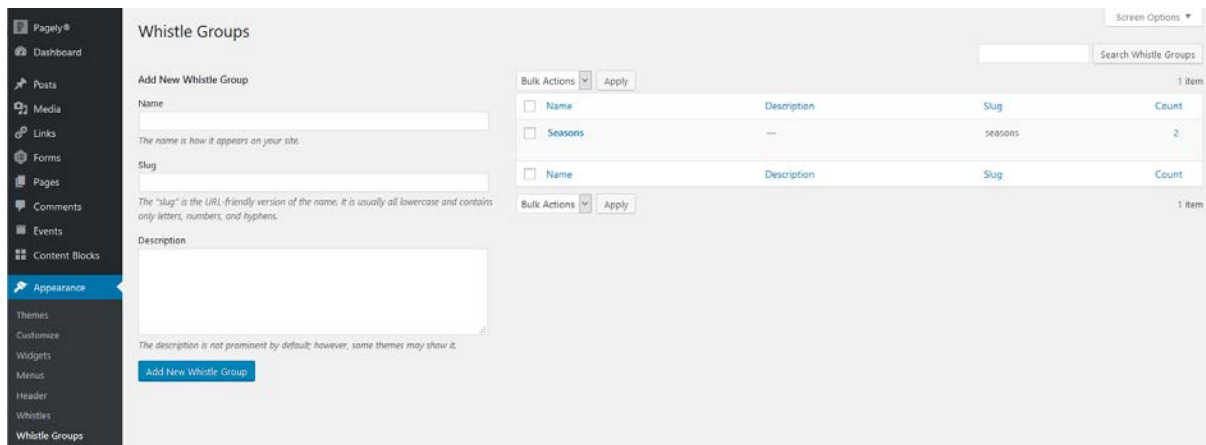 Pagely®
Dashboard
Posts
Media
Links
Forms
Pages
Comments
Events
Content Blocks
Appearance
Themes
Customize
Widgets
Menus
Header
Whistles
Whistle Groups
Screen Options ▼
Whistle Groups
Search Whistle Groups
Add New Whistle Group
Name
The name is how it appears on your site.
Slug
The "slug" is the URL-friendly version of the name. It is usually all lowercase and contains
only letters, numbers, and hyphens.
Description
The description is not prominent by default; however, some themes may show it.
Add New Whistle Group
Bulk Actions Apply 1 item
Name Description Slug Count
Seasons — seasons 2
Name Description Slug Count
Bulk Actions Apply 1 item